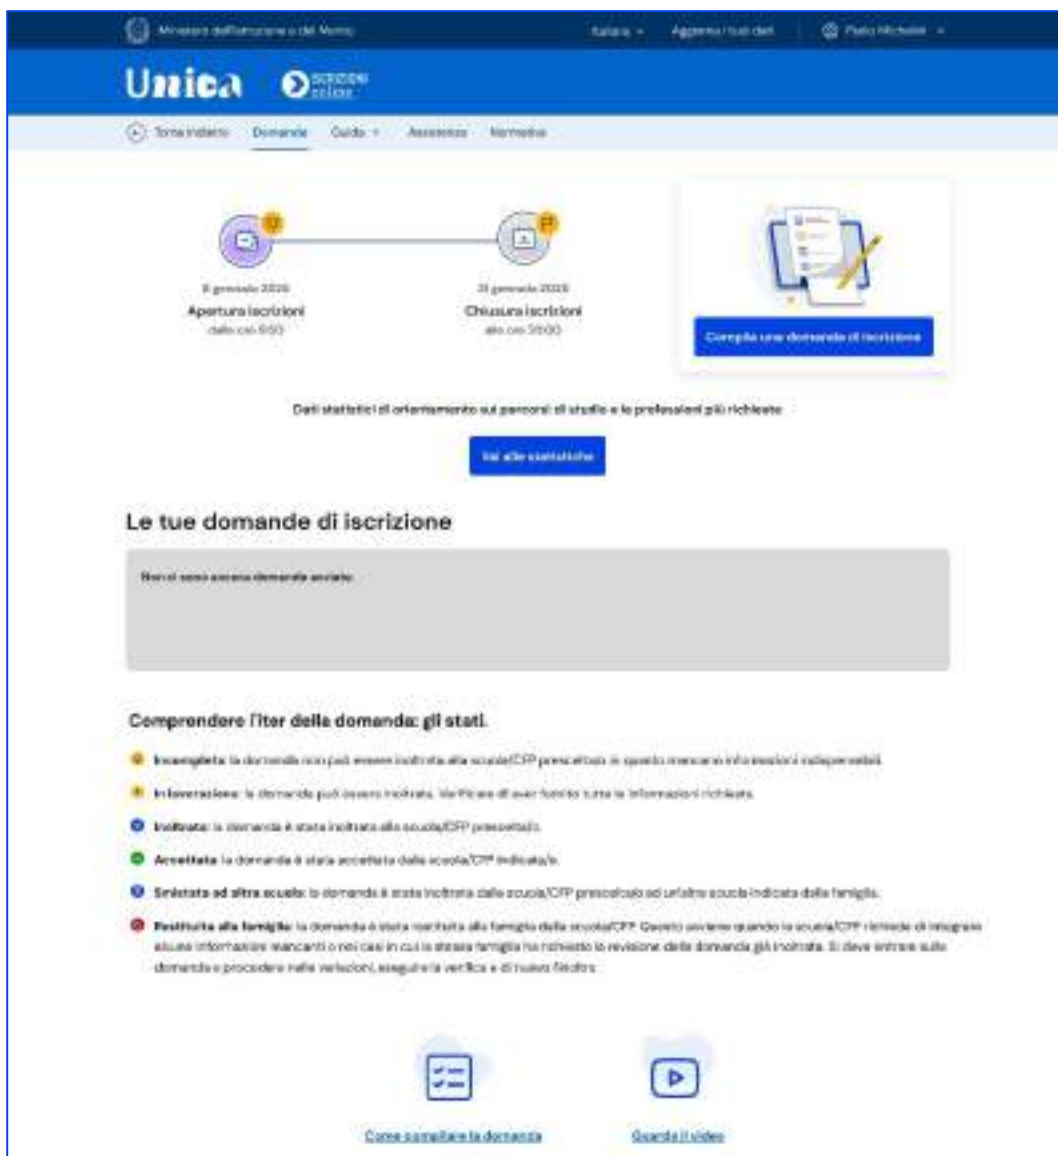 Ministero dell'Istruzione e del Merito
Italiano
Aggiorna i tuoi dati
Paolo
Unica
ISCRIZIONI
online
Torna indietro
Domande
Guida
Assistenza
Normativa
gennaio
Apertura iscrizioni
dalle ore
gennaio
Chiusura iscrizioni
alle ore
Compila una domanda di iscrizione
Dati statistici di orientamento sui percorsi di studio e le professioni più richieste
Vai alle statistiche
Le tue domande di iscrizione
Non ci sono ancora domande avviate
Comprendere l'iter della domanda: gli stati.
Incompleta: la domanda non può essere inoltrata alla scuola/CFP prescelta/o in quanto mancano informazioni indispensabili.
In lavorazione: la domanda può essere inoltrata. Verificare di aver fornito tutte le informazioni richieste.
Inoltrata: la domanda è stata inoltrata alla scuola/CFP prescelta/o.
Accettata: la domanda è stata accettata dalla scuola/CFP indicata/o.
Smistata ad altra scuola: la domanda è stata inoltrata dalla scuola/CFP prescelta/o ad un'altra scuola indicata dalla famiglia.
Restituita alla famiglia: la domanda è stata restituita alla famiglia dalla scuola/CFP. Questo avviene quando la scuola/CFP richiede di integrare
alcune informazioni mancanti o nei casi in cui la stessa famiglia ha richiesto la revisione della domanda già inoltrata. Si deve entrare sulla
domanda e procedere nelle variazioni, eseguire la verifica e di nuovo l'inoltro.
Come compilare la domanda
Guarda il video